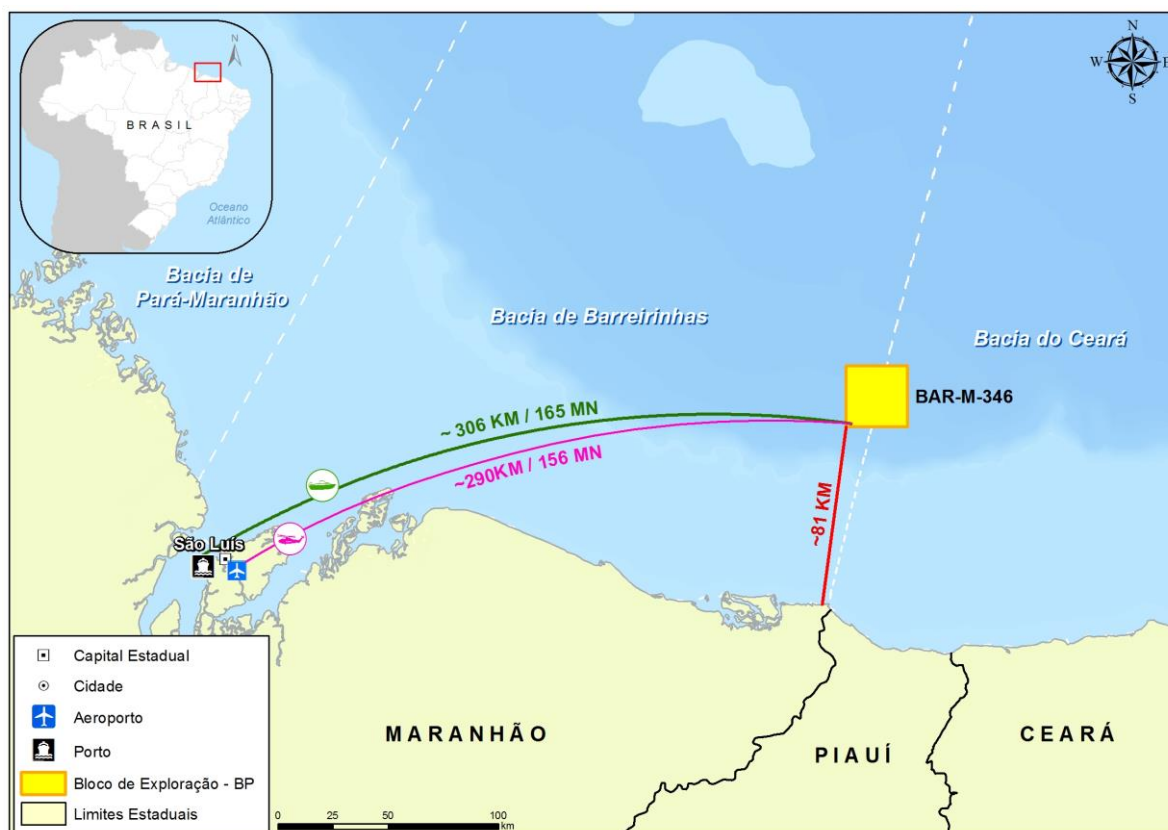 N
BRASIL
Oceano
Atlântico
N
W E
S
Bacia de
Pará-Maranhão
Bacia de Barreirinhas
Bacia do Ceará
BAR-M-346
~ 306 KM / 165 MN
~290KM / 156 MN
~81 KM
São Luís
MARANHÃO
PIAUÍ
CEARÁ
Capital Estadual
Cidade
Aeroporto
Porto
Bloco de Exploração - BP
Limites Estaduais
0 25 50 100
km